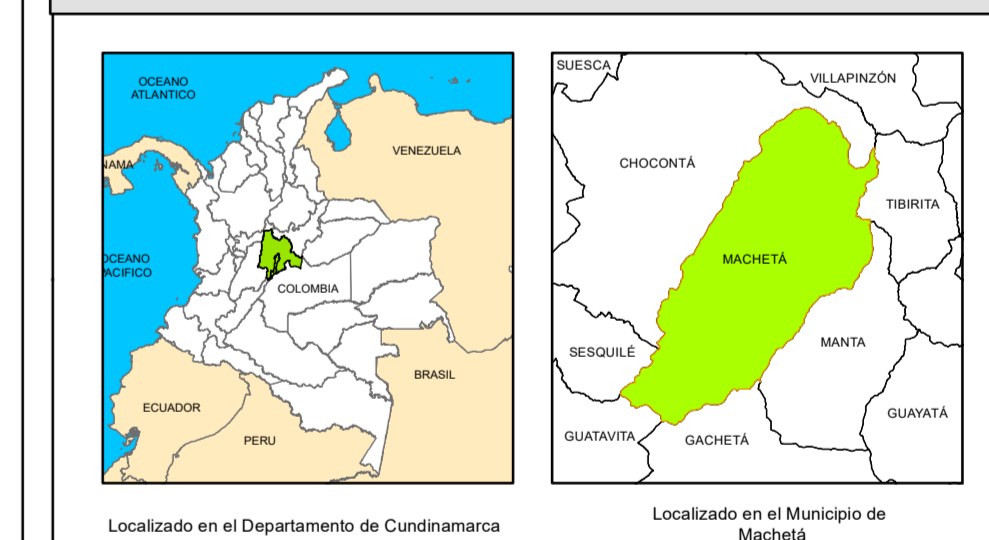 OCEANO
ATLANTICO
VENEZUELA
NAMA
OCEANO
PACIFICO
COLOMBIA
BRASIL
ECUADOR
PERU
Localizado en el Departamento de Cundinamarca
SUESCA
VILLAPINZÓN
CHOCONTÁ
TIBIRITA
MACHETÁ
SESQUILÉ
MANTA
GUAYATÁ
GUATAVITA
GACHETÁ
Localizado en el Municipio de
Machetá